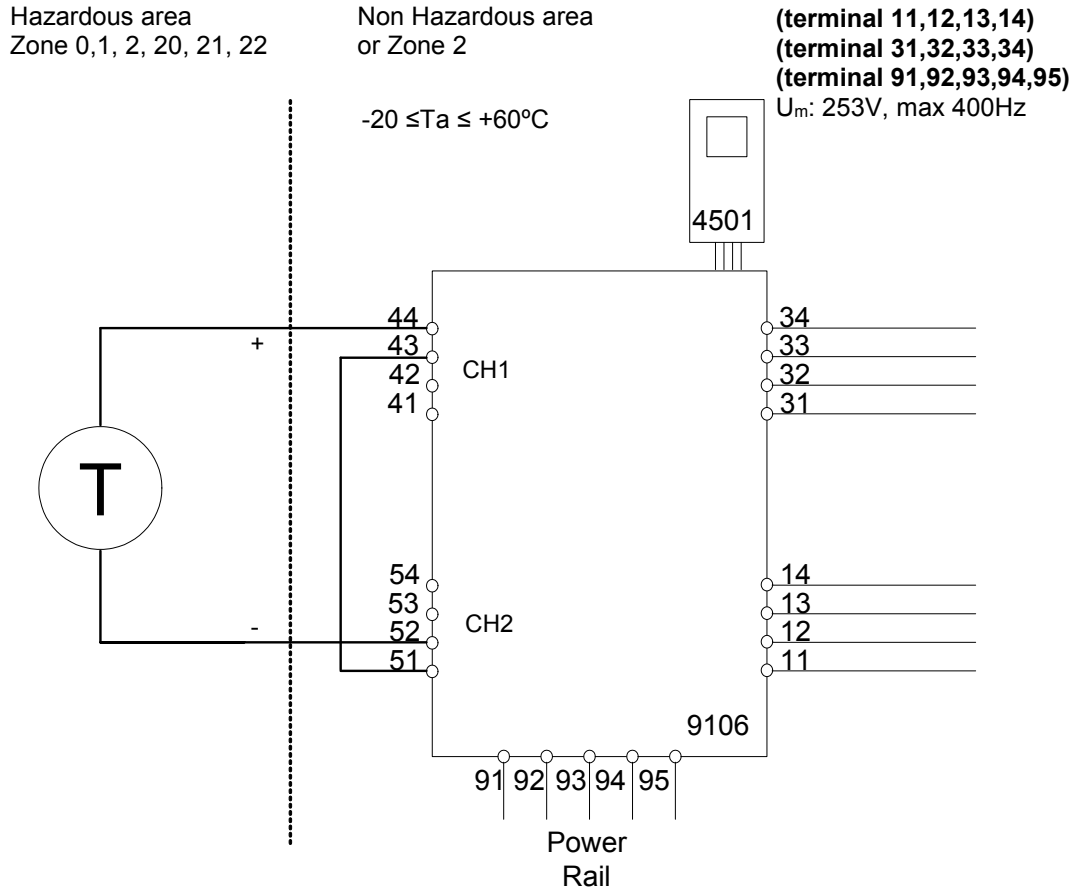 Hazardous area
Zone 0,1, 2, 20, 21, 22
Non Hazardous area
or Zone 2
-20 ≤Ta ≤ +60ºC
(terminal 11,12,13,14)
(terminal 31,32,33,34)
(terminal 91,92,93,94,95)
Um: 253V, max 400Hz
4501
44
43
42
41
CH1
+
T
-
54
53
52
51
CH2
34
33
32
31
14
13
12
11
9106
91 92 93 94 95
Power
Rail